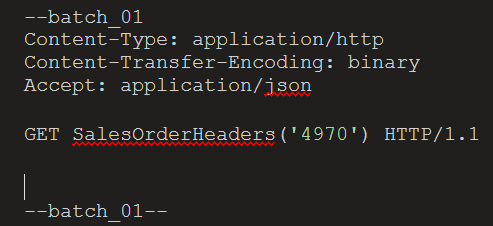 --batch_01
Content-Type: application/http
Content-Transfer-Encoding: binary
Accept: application/json
GET SalesOrderHeaders('4970') HTTP/1.1
--batch_01--